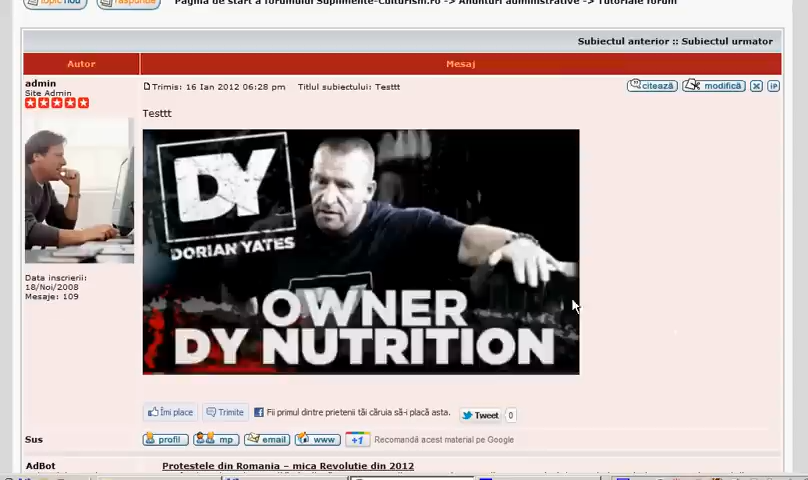 topic nou
raspunde
Pagina de start a forumului Suplimente-Culturism.ro -> Anunturi administrative -> Tutoriale forum
Subiectul anterior :: Subiectul urmator
Autor
Mesaj
admin
Site Admin
Trimis: 16 Ian 2012 06:28 pm Titlul subiectului: Testtt
citează
modifică
X
IP
Testtt
DY
DORIAN YATES
OWNER
DY NUTRITION
Data inscrierii:
18/Noi/2008
Mesaje: 109
Îmi place
Trimite
Fii primul dintre prietenii tăi căruia să-i placă asta.
Tweet
0
Sus
profil
mp
email
www
+1
Recomandă acest material pe Google
AdBot
Protestele din Romania – mica Revolutie din 2012